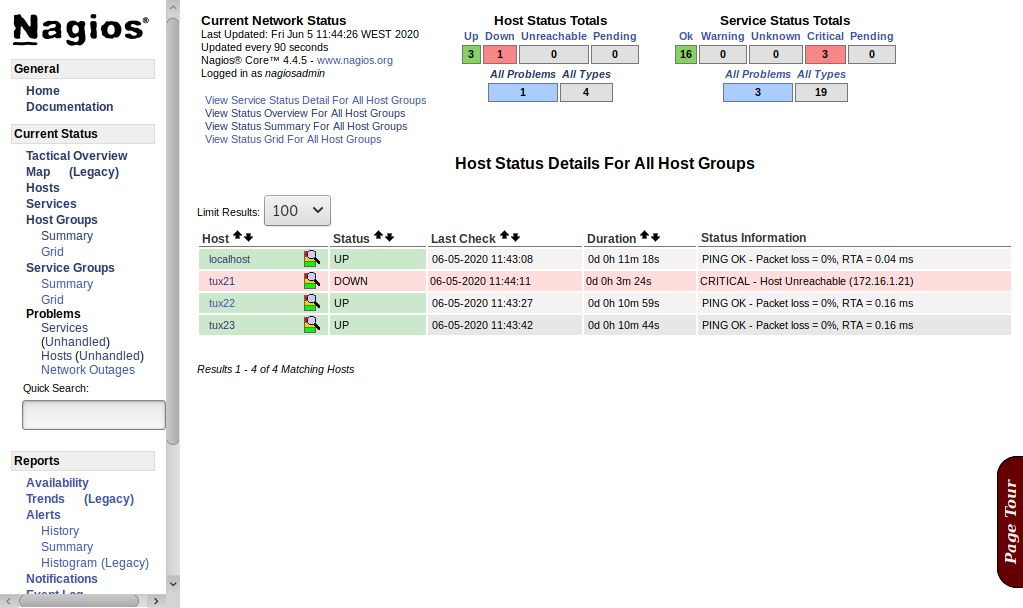 Nagios®
General
Home
Documentation
Current Status
Tactical Overview
Map (Legacy)
Hosts
Services
Host Groups
Summary
Grid
Service Groups
Summary
Grid
Problems
Services
(Unhandled)
Hosts (Unhandled)
Network Outages
Quick Search:
Reports
Availability
Trends (Legacy)
Alerts
History
Summary
Histogram (Legacy)
Notifications
Event Log
Current Network Status
Last Updated: Fri Jun 5 11:44:26 WEST 2020
Updated every 90 seconds
Nagios® Core™ 4.4.5 - www.nagios.org
Logged in as nagiosadmin
View Service Status Detail For All Host Groups
View Status Overview For All Host Groups
View Status Summary For All Host Groups
View Status Grid For All Host Groups
Host Status Totals
Up Down Unreachable Pending
3 1 0 0
All Problems All Types
1 4
Service Status Totals
Ok Warning Unknown Critical Pending
16 0 0 3 0
All Problems All Types
3 19
Host Status Details For All Host Groups
Limit Results: 100
Host Status Last Check Duration Status Information
localhost UP 06-05-2020 11:43:08 0d 0h 11m 18s PING OK - Packet loss = 0%, RTA = 0.04 ms
tux21 DOWN 06-05-2020 11:44:11 0d 0h 3m 24s CRITICAL - Host Unreachable (172.16.1.21)
tux22 UP 06-05-2020 11:43:27 0d 0h 10m 59s PING OK - Packet loss = 0%, RTA = 0.16 ms
tux23 UP 06-05-2020 11:43:42 0d 0h 10m 44s PING OK - Packet loss = 0%, RTA = 0.16 ms
Results 1 - 4 of 4 Matching Hosts
Page Tour